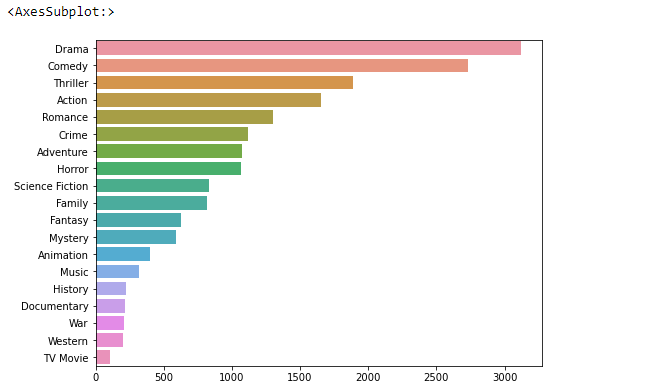 <AxesSubplot:>
Drama
Comedy
Thriller
Action
Romance
Crime
Adventure
Horror
Science Fiction
Family
Fantasy
Mystery
Animation
Music
History
Documentary
War
Western
TV Movie
0 500 1000 1500 2000 2500 3000